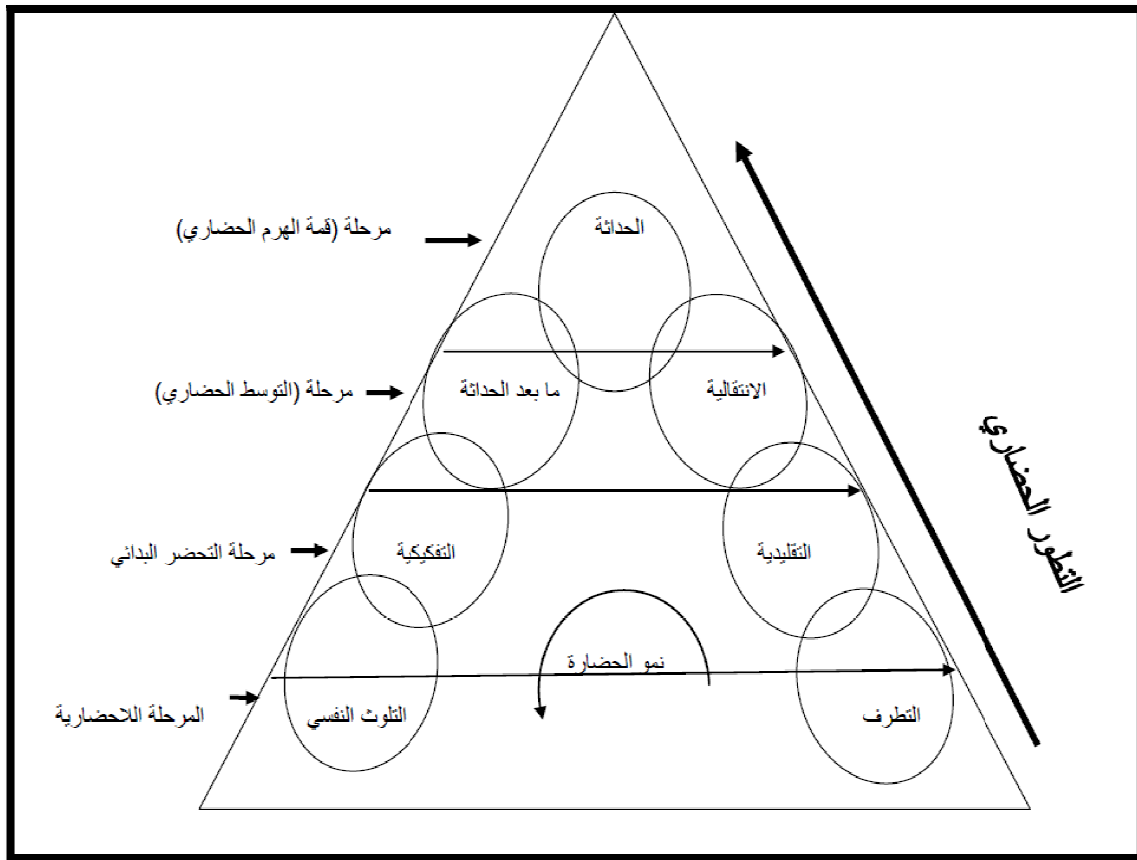 الحداثة
مرحلة (قمة الهرم الحضاري)
الانتقالية
ما بعد الحداثة
مرحلة (التوسط الحضاري)
التطور الحضاري
التقليدية
التفكيكية
مرحلة التحضر البدائي
نمو الحضارة
التطرف
التلوث النفسي
المرحلة اللاحضارية